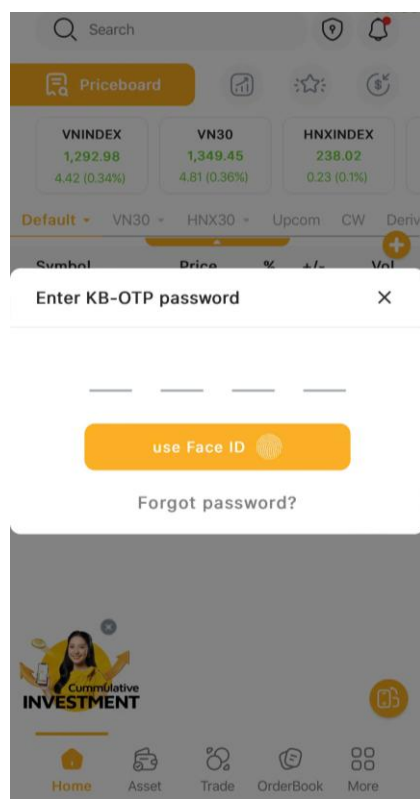 Search
Priceboard
VNINDEX VN30 HNXINDEX
1,292.98 1,349.45 238.02
4.42 (0.34%) 4.81 (0.36%) 0.23 (0.1%)
Default VN30 HNX30 Upcom CW Deriv
Symbol Price % +/- Vol
Enter KB-OTP password
use Face ID
Forgot password?
Cummulative
INVESTMENT
Home Asset Trade OrderBook More